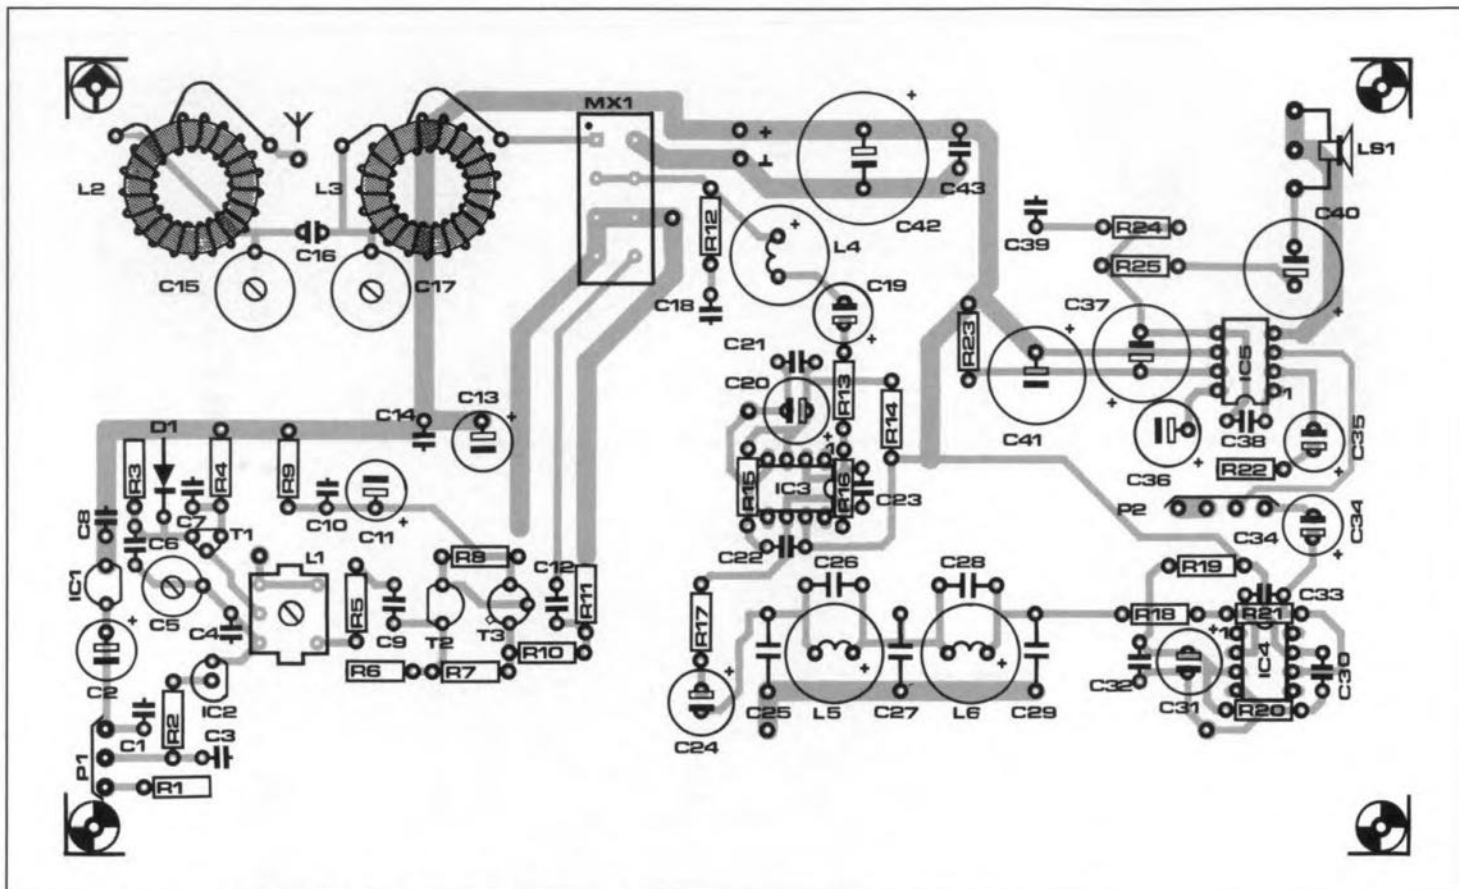 MX1
+
⊥
+
LS1
L2
L3
C43
C40
C16
R12
C42
C39
R24
L4
R25
C15
C17
C18
C19
C37
+
R23
C21
IC5
C20
R13
C14
C13
R14
1
D1
C41
C38
C35
R3
R4
R9
C36
R22
R15
IC3
R16
C23
C8
C7
C10
C11
P2
T1
C34
C34
C6
C22
IC1
L1
R8
C12
C26
C28
R19
R5
R11
R17
C33
C5
C4
C9
T2
T3
R18
R21
R10
1
IC4
R6
R7
C2
C32
C30
IC2
C25
L5
C27
L6
C29
C31
R20
R2
C1
C3
C24
P1
R1